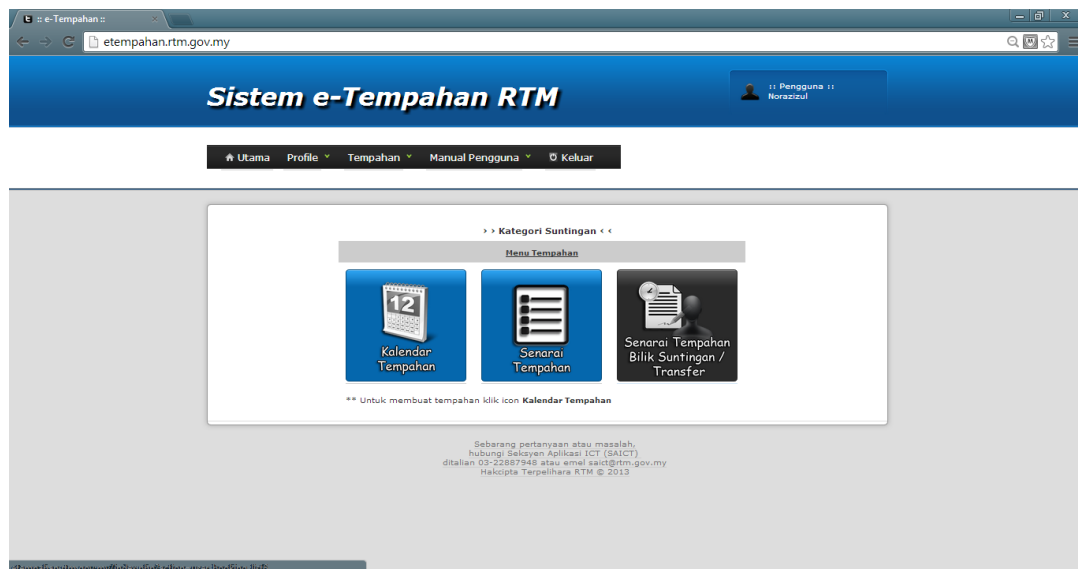 :: e-Tempahan ::
etempahan.rtm.gov.my
Sistem e-Tempahan RTM
:: Pengguna ::
Norazizul
Utama Profile Tempahan Manual Pengguna Keluar
› › Kategori Suntingan ‹ ‹
Menu Tempahan
12
Kalendar
Tempahan
Senarai
Tempahan
Senarai Tempahan
Bilik Suntingan /
Transfer
** Untuk membuat tempahan klik icon Kalendar Tempahan
Sebarang pertanyaan atau masalah,
hubungi Seksyen Aplikasi ICT (SAICT)
ditalian 03-22887948 atau emel saict@rtm.gov.my
Hakcipta Terpelihara RTM © 2013